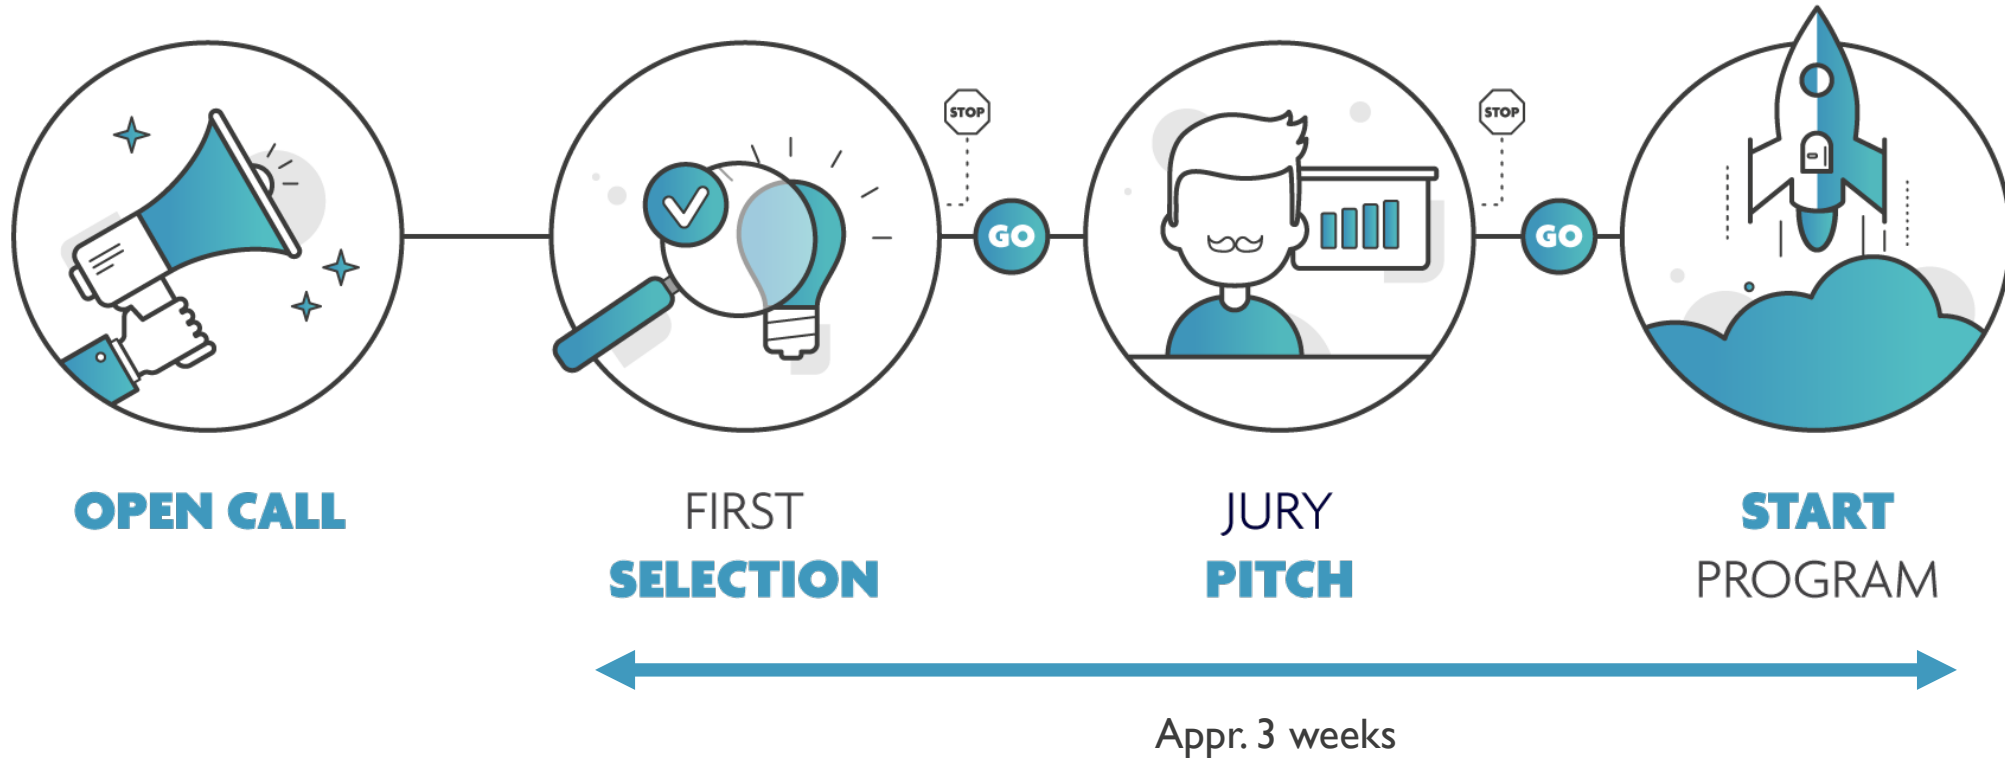 STOP
GO
STOP
GO
OPEN CALL
FIRST
SELECTION
JURY
PITCH
START
PROGRAM
Appr. 3 weeks